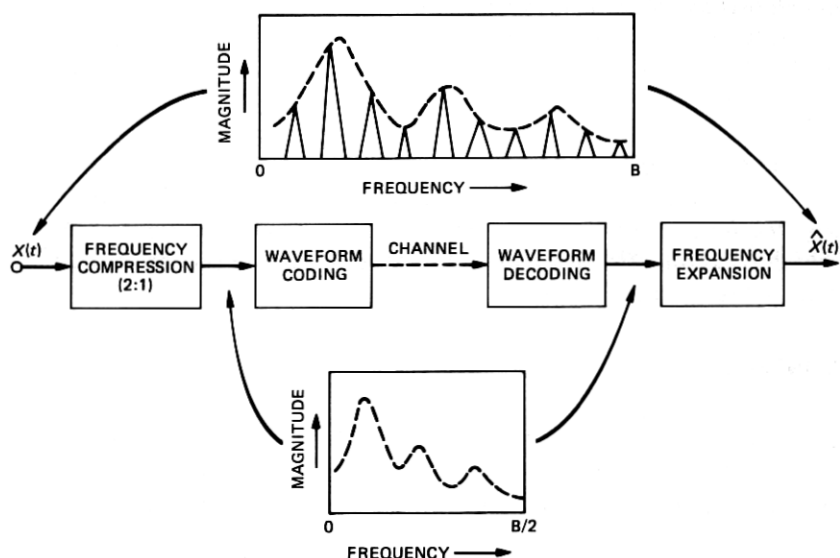 MAGNITUDE
0
B
FREQUENCY
X(t)
FREQUENCY
COMPRESSION
(2:1)
WAVEFORM
CODING
CHANNEL
WAVEFORM
DECODING
FREQUENCY
EXPANSION
X̂(t)
MAGNITUDE
0
B/2
FREQUENCY